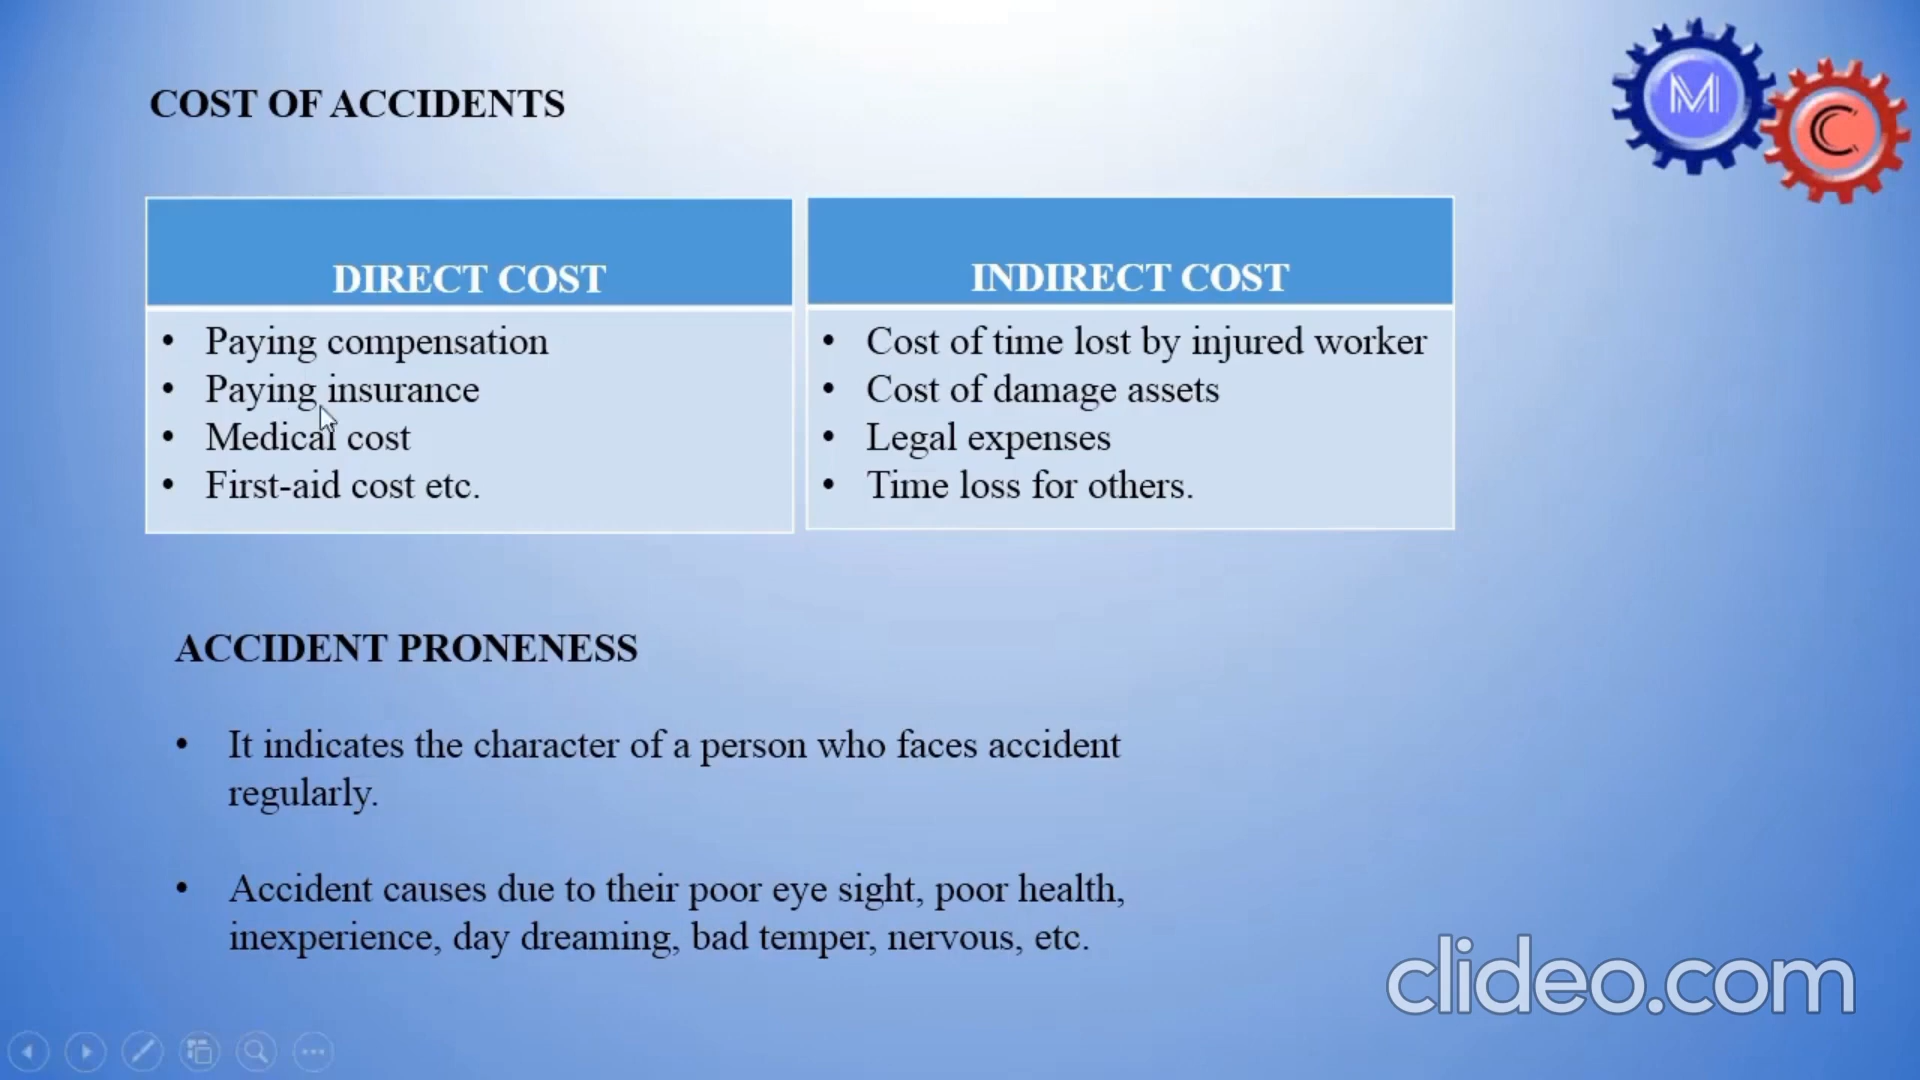 COST OF ACCIDENTS
M
C
DIRECT COST
• Paying compensation
• Paying insurance
• Medical cost
• First-aid cost etc.
INDIRECT COST
• Cost of time lost by injured worker
• Cost of damage assets
• Legal expenses
• Time loss for others.
ACCIDENT PRONENESS
• It indicates the character of a person who faces accident
regularly.
• Accident causes due to their poor eye sight, poor health,
inexperience, day dreaming, bad temper, nervous, etc.
clideo.com